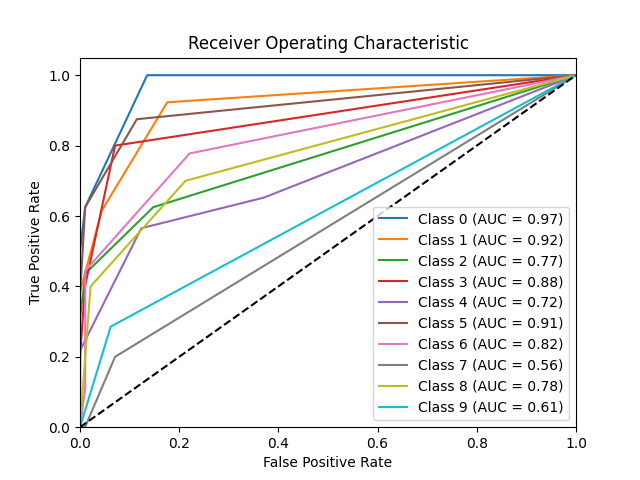 Receiver Operating Characteristic
True Positive Rate
1.0
0.8
0.6
0.4
0.2
0.0
Class 0 (AUC = 0.97)
Class 1 (AUC = 0.92)
Class 2 (AUC = 0.77)
Class 3 (AUC = 0.88)
Class 4 (AUC = 0.72)
Class 5 (AUC = 0.91)
Class 6 (AUC = 0.82)
Class 7 (AUC = 0.56)
Class 8 (AUC = 0.78)
Class 9 (AUC = 0.61)
0.0 0.2 0.4 0.6 0.8 1.0
False Positive Rate